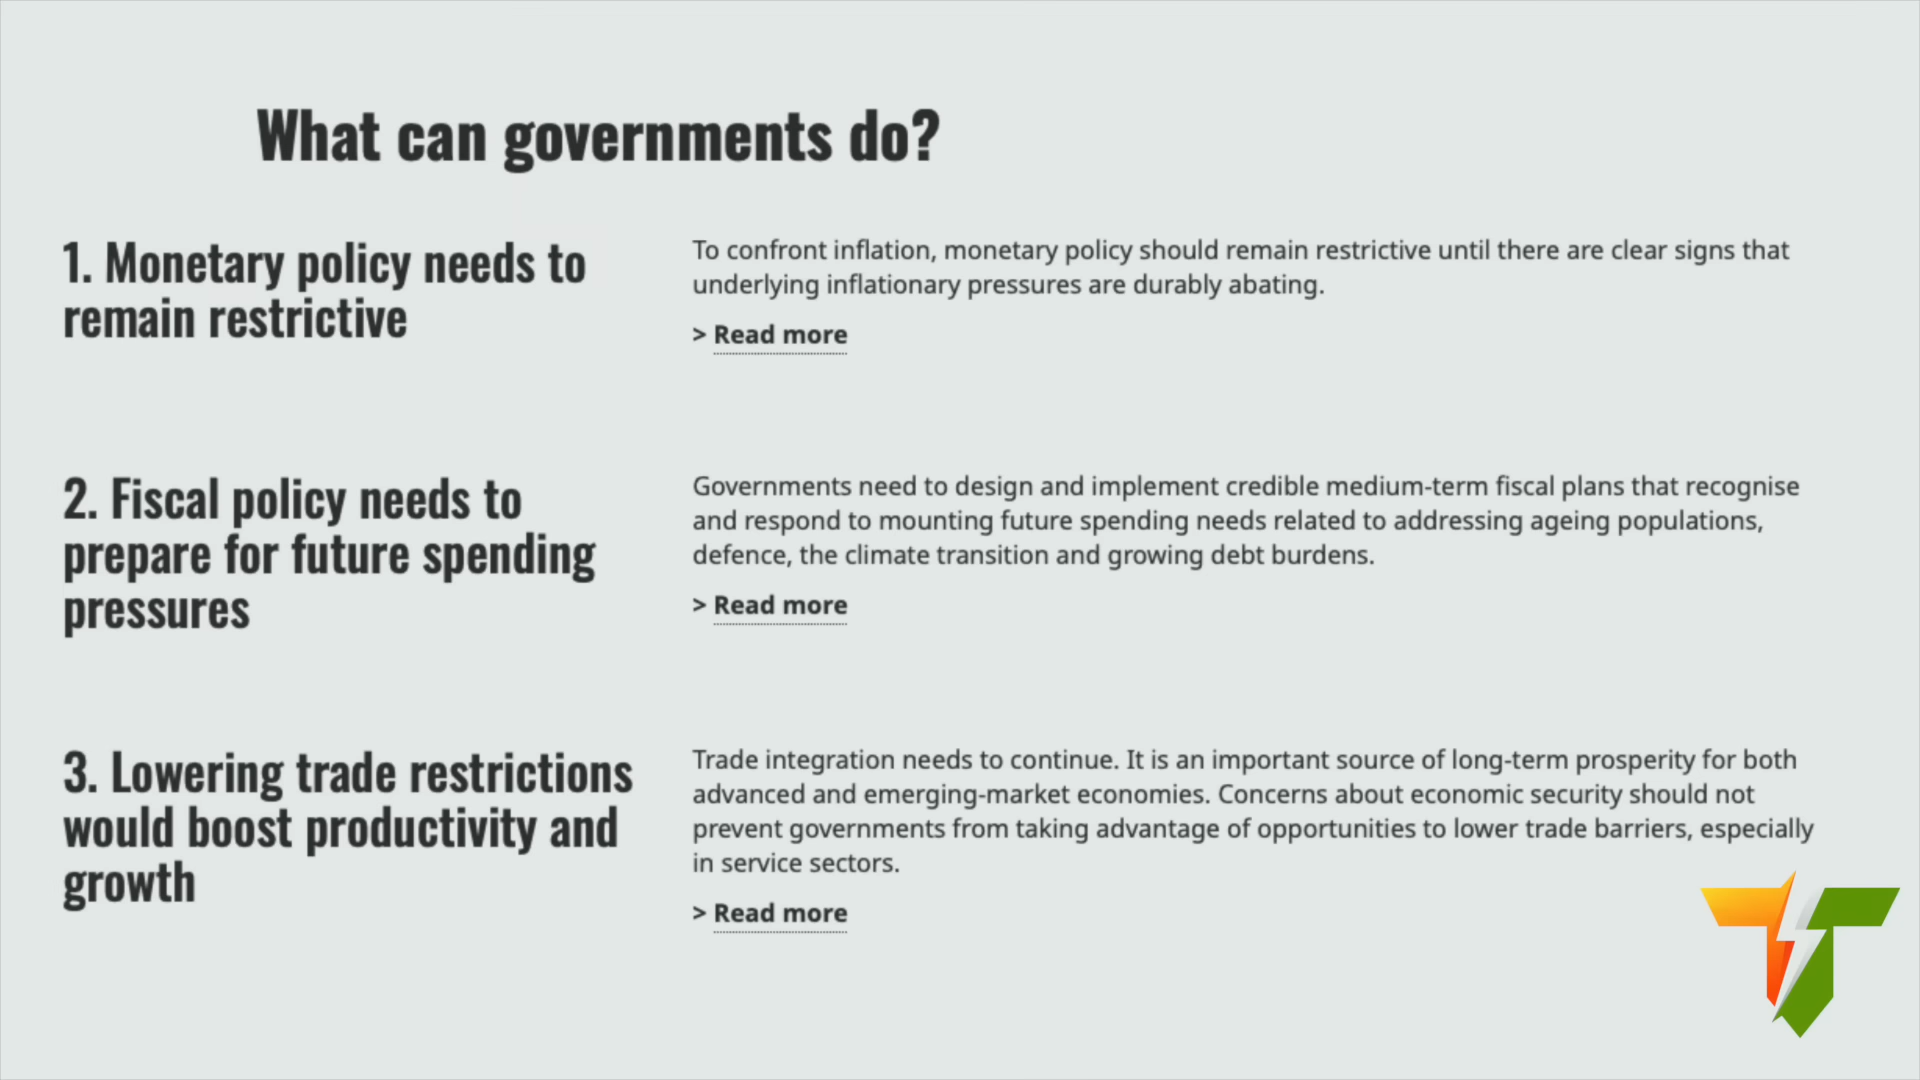 What can governments do?
1. Monetary policy needs to
remain restrictive
To confront inflation, monetary policy should remain restrictive until there are clear signs that
underlying inflationary pressures are durably abating.
> Read more
2. Fiscal policy needs to
prepare for future spending
pressures
Governments need to design and implement credible medium-term fiscal plans that recognise
and respond to mounting future spending needs related to addressing ageing populations,
defence, the climate transition and growing debt burdens.
> Read more
3. Lowering trade restrictions
would boost productivity and
growth
Trade integration needs to continue. It is an important source of long-term prosperity for both
advanced and emerging-market economies. Concerns about economic security should not
prevent governments from taking advantage of opportunities to lower trade barriers, especially
in service sectors.
> Read more